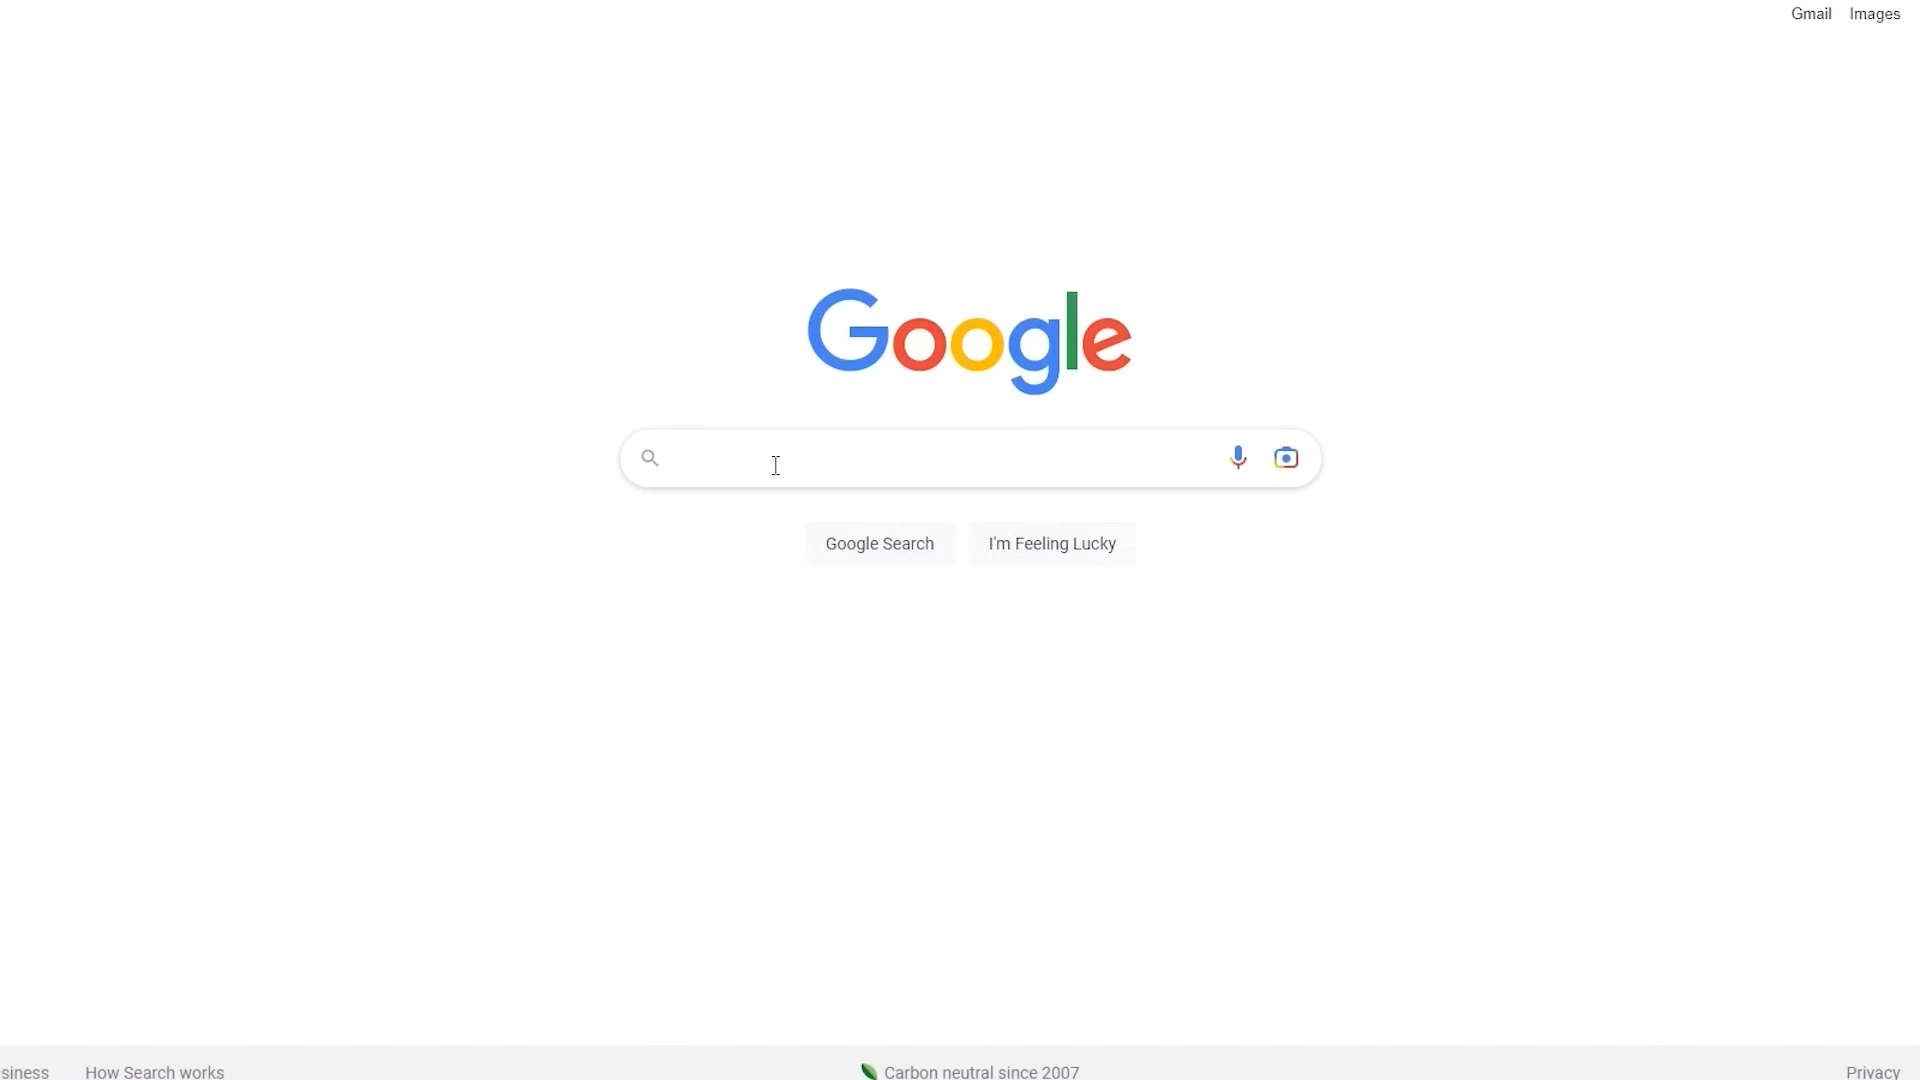 Gmail Images
Google
Google Search I'm Feeling Lucky
siness How Search works Carbon neutral since 2007 Privacy